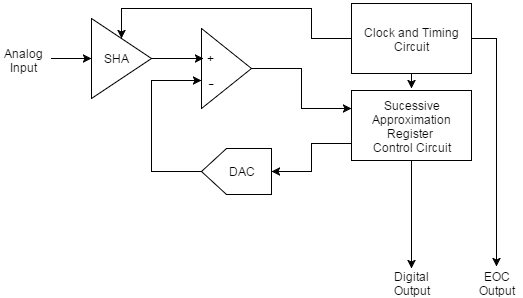 Clock and Timing
Circuit
Analog
Input
SHA
+
−
Sucessive
Approximation
Register
Control Circuit
DAC
Digital
Output
EOC
Output